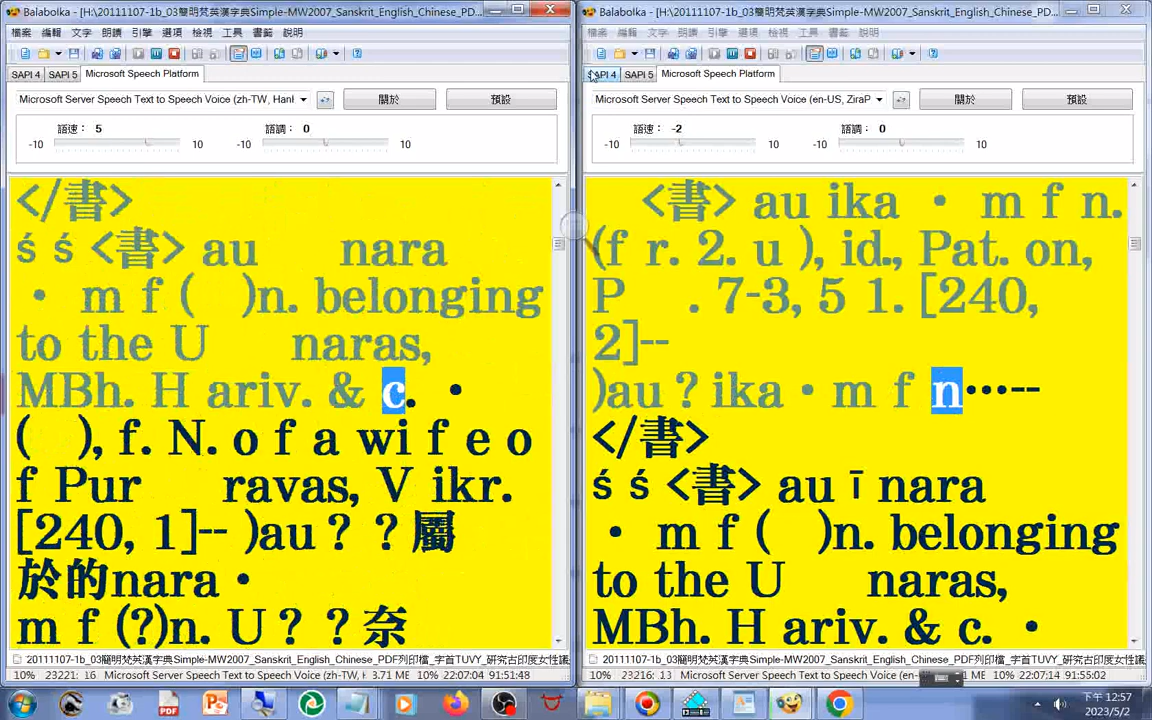 Balabolka - [H:\20111107-1b_03簡明梵英漢字典Simple-MW2007_Sanskrit_English_Chinese_PD...
檔案 編輯 文字 朗讀 引擎 選項 檢視 工具 書籤 說明
SAPI 4 SAPI 5 Microsoft Speech Platform
Microsoft Server Speech Text to Speech Voice (zh-TW, HanH 關於 預設
語速： 5 語調： 0
-10 10 -10 10
</書>
ś ś <書> au nara
• m f ( )n. belonging
to the U naras,
MBh. H ariv. & c. •
( ), f. N. o f a wi f e o
f Pur ravas, V ikr.
[240, 1]-- )au？？屬
於的nara •
m f (?)n. U？？奈
20111107-1b_03簡明梵英漢字典Simple-MW2007_Sanskrit_English_Chinese_PDF列印檔_字首TUVY_研究古印度女性議
10% 23221: 16 Microsoft Server Speech Text to Speech Voice (zh-TW, H 3.71 ME 10% 22:07:04 91:51:48
Balabolka - [H:\20111107-1b_03簡明梵英漢字典Simple-MW2007_Sanskrit_English_Chinese_PD...
檔案 編輯 文字 朗讀 引擎 選項 檢視 工具 書籤 說明
SAPI 4 SAPI 5 Microsoft Speech Platform
Microsoft Server Speech Text to Speech Voice (en-US, ZiraP 關於 預設
語速： -2 語調： 0
-10 10 -10 10
<書> au ika • m f n.
(f r. 2. u ), id., Pat. on,
P . 7-3, 5 1. [240,
2]--
)au？ika • m f n…--
</書>
ś ś <書> au ī nara
• m f ( )n. belonging
to the U naras,
MBh. H ariv. & c. •
20111107-1b_03簡明梵英漢字典Simple-MW2007_Sanskrit_English_Chinese_PDF列印檔_字首TUVY_研究古印度女性議
10% 23216: 13 Microsoft Server Speech Text to Speech Voice (en- ME 10% 22:07:14 91:55:02
下午 12:57
2023/5/2